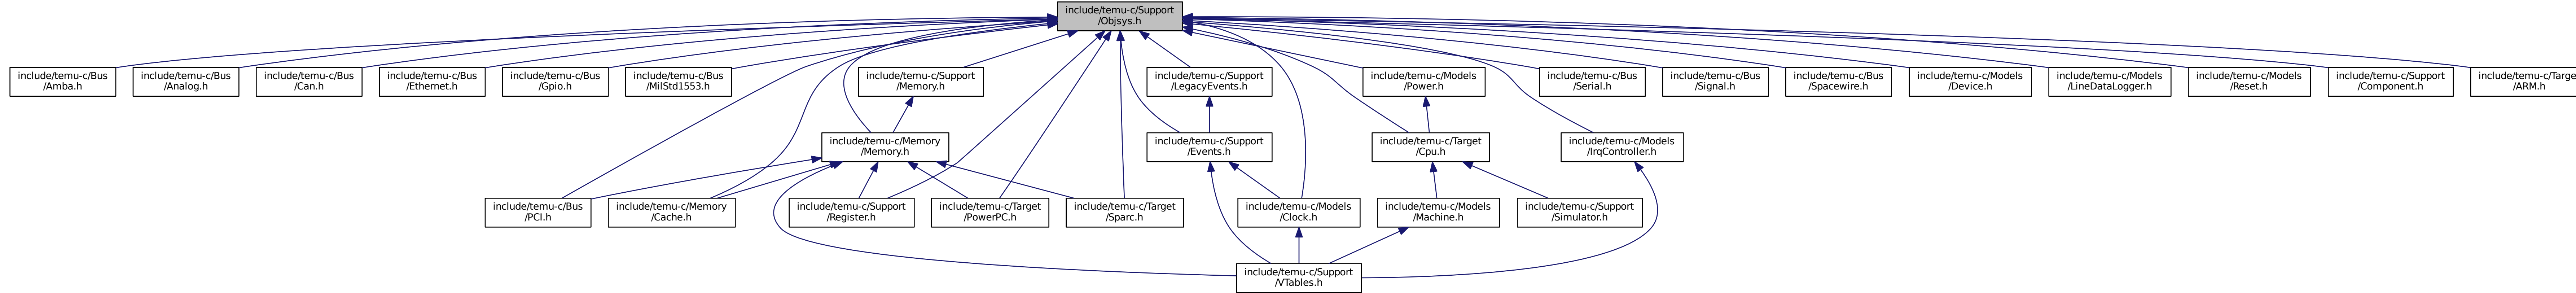 include/temu-c/Support
/Objsys.h
include/temu-c/Bus
/Amba.h
include/temu-c/Bus
/Analog.h
include/temu-c/Bus
/Can.h
include/temu-c/Bus
/Ethernet.h
include/temu-c/Bus
/Gpio.h
include/temu-c/Bus
/MilStd1553.h
include/temu-c/Support
/Memory.h
include/temu-c/Support
/LegacyEvents.h
include/temu-c/Models
/Power.h
include/temu-c/Bus
/Serial.h
include/temu-c/Bus
/Signal.h
include/temu-c/Bus
/Spacewire.h
include/temu-c/Models
/Device.h
include/temu-c/Models
/LineDataLogger.h
include/temu-c/Models
/Reset.h
include/temu-c/Support
/Component.h
include/temu-c/Targe
/ARM.h
include/temu-c/Memory
/Memory.h
include/temu-c/Support
/Events.h
include/temu-c/Target
/Cpu.h
include/temu-c/Models
/IrqController.h
include/temu-c/Bus
/PCI.h
include/temu-c/Memory
/Cache.h
include/temu-c/Support
/Register.h
include/temu-c/Target
/PowerPC.h
include/temu-c/Target
/Sparc.h
include/temu-c/Models
/Clock.h
include/temu-c/Models
/Machine.h
include/temu-c/Support
/Simulator.h
include/temu-c/Support
/VTables.h